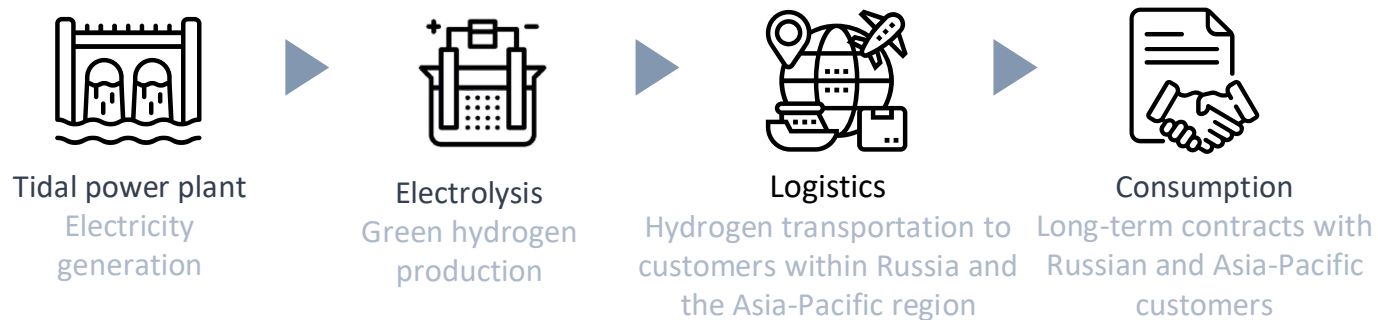 Tidal power plant
Electricity
generation
Electrolysis
Green hydrogen
production
Logistics
Hydrogen transportation to
customers within Russia and
the Asia-Pacific region
Consumption
Long-term contracts with
Russian and Asia-Pacific
customers